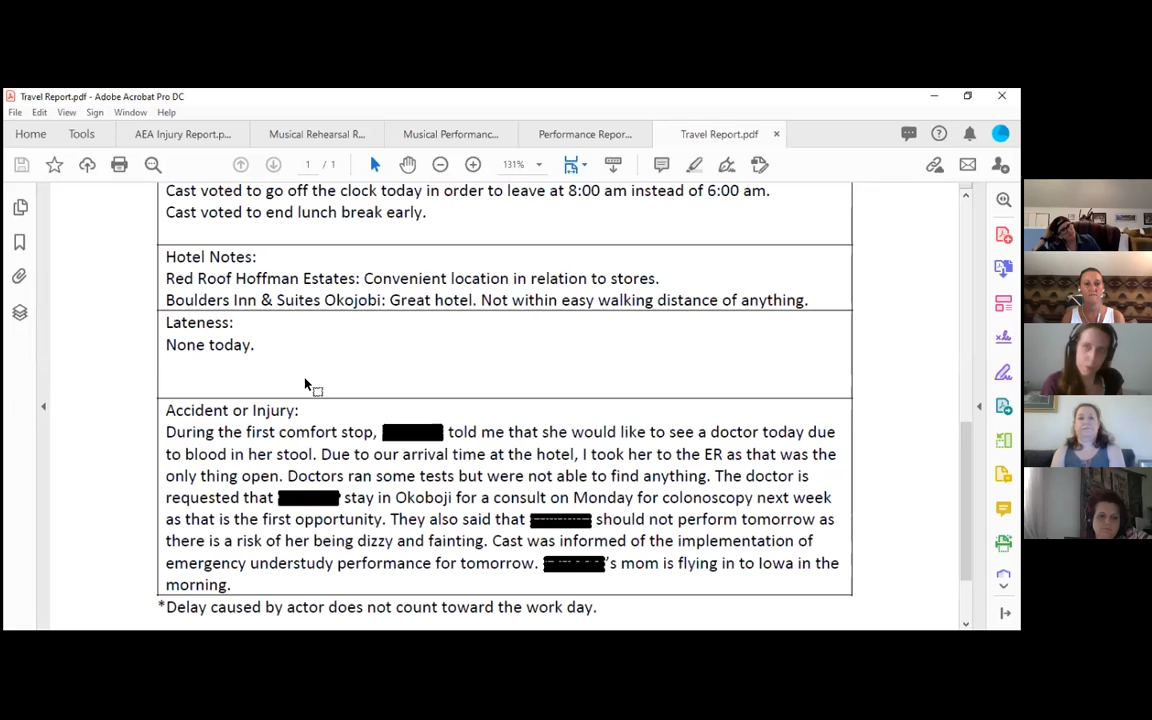 Travel Report.pdf - Adobe Acrobat Pro DC
File Edit View Sign Window Help
Home Tools AEA Injury Report.p... Musical Rehearsal R... Musical Performanc... Performance Repor... Travel Report.pdf
1 / 1 131%
Cast voted to go off the clock today in order to leave at 8:00 am instead of 6:00 am.
Cast voted to end lunch break early.
Hotel Notes:
Red Roof Hoffman Estates: Convenient location in relation to stores.
Boulders Inn & Suites Okojobi: Great hotel. Not within easy walking distance of anything.
Lateness:
None today.
Accident or Injury:
During the first comfort stop, told me that she would like to see a doctor today due
to blood in her stool. Due to our arrival time at the hotel, I took her to the ER as that was the
only thing open. Doctors ran some tests but were not able to find anything. The doctor is
requested that stay in Okoboji for a consult on Monday for colonoscopy next week
as that is the first opportunity. They also said that should not perform tomorrow as
there is a risk of her being dizzy and fainting. Cast was informed of the implementation of
emergency understudy performance for tomorrow. 's mom is flying in to Iowa in the
morning.
*Delay caused by actor does not count toward the work day.